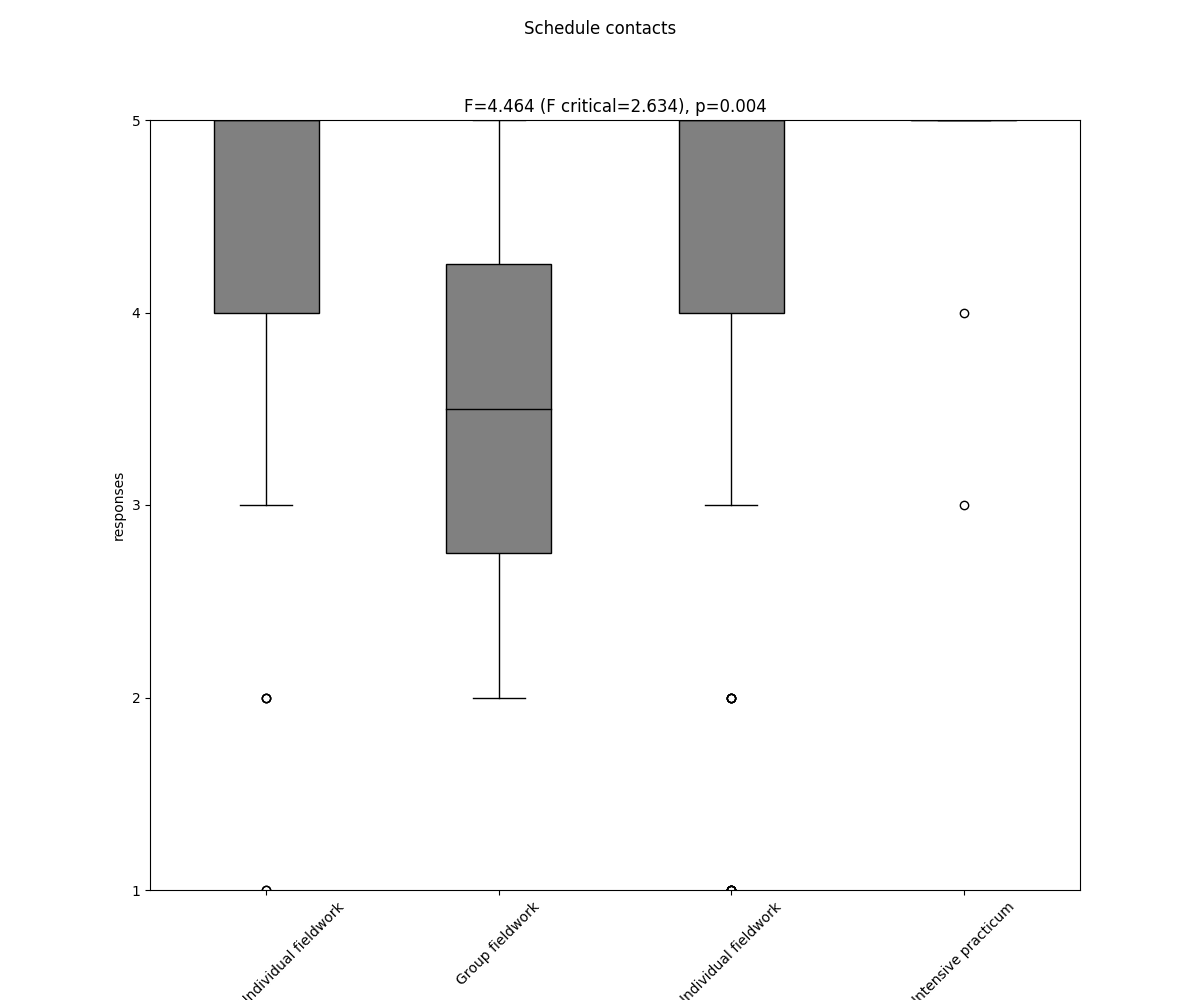 Schedule contacts
F=4.464 (F critical=2.634), p=0.004
5
4
3
2
1
responses
Individual fieldwork
Group fieldwork
Individual fieldwork
Intensive practicum